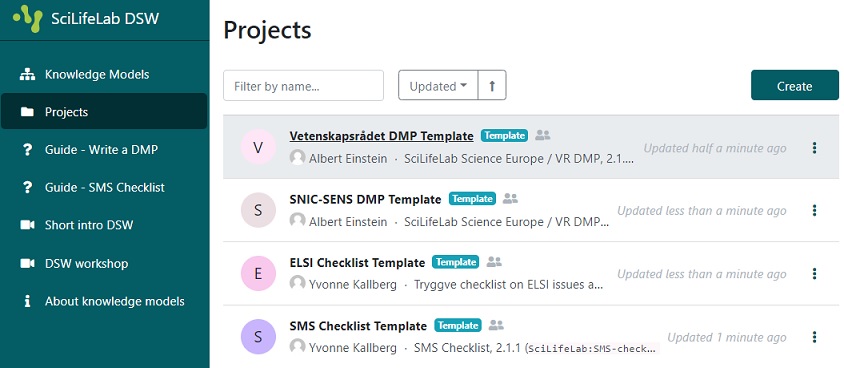 SciLifeLab DSW
Knowledge Models
Projects
Guide - Write a DMP
Guide - SMS Checklist
Short intro DSW
DSW workshop
About knowledge models
Projects
Filter by name...
Updated
Create
V
Vetenskapsrådet DMP Template Template
Albert Einstein · SciLifeLab Science Europe / VR DMP, 2.1....
Updated half a minute ago
S
SNIC-SENS DMP Template Template
Albert Einstein · SciLifeLab Science Europe / VR DMP...
Updated less than a minute ago
E
ELSI Checklist Template Template
Yvonne Kallberg · Tryggve checklist on ELSI issues a...
Updated less than a minute ago
S
SMS Checklist Template Template
Yvonne Kallberg · SMS Checklist, 2.1.1 (SciLifeLab:SMS-check...
Updated 1 minute ago